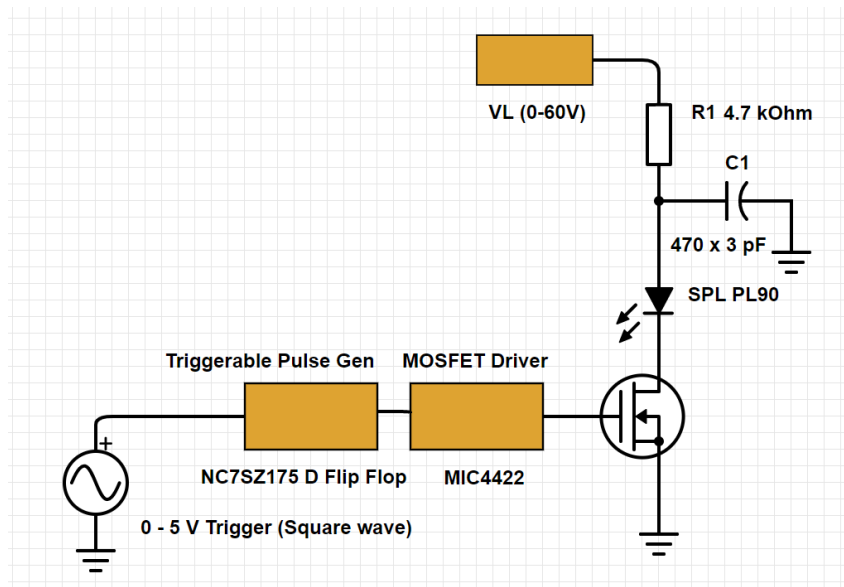 VL (0-60V)
R1 4.7 kOhm
C1
470 x 3 pF
SPL PL90
Triggerable Pulse Gen
MOSFET Driver
+
NC7SZ175 D Flip Flop
MIC4422
0 - 5 V Trigger (Square wave)